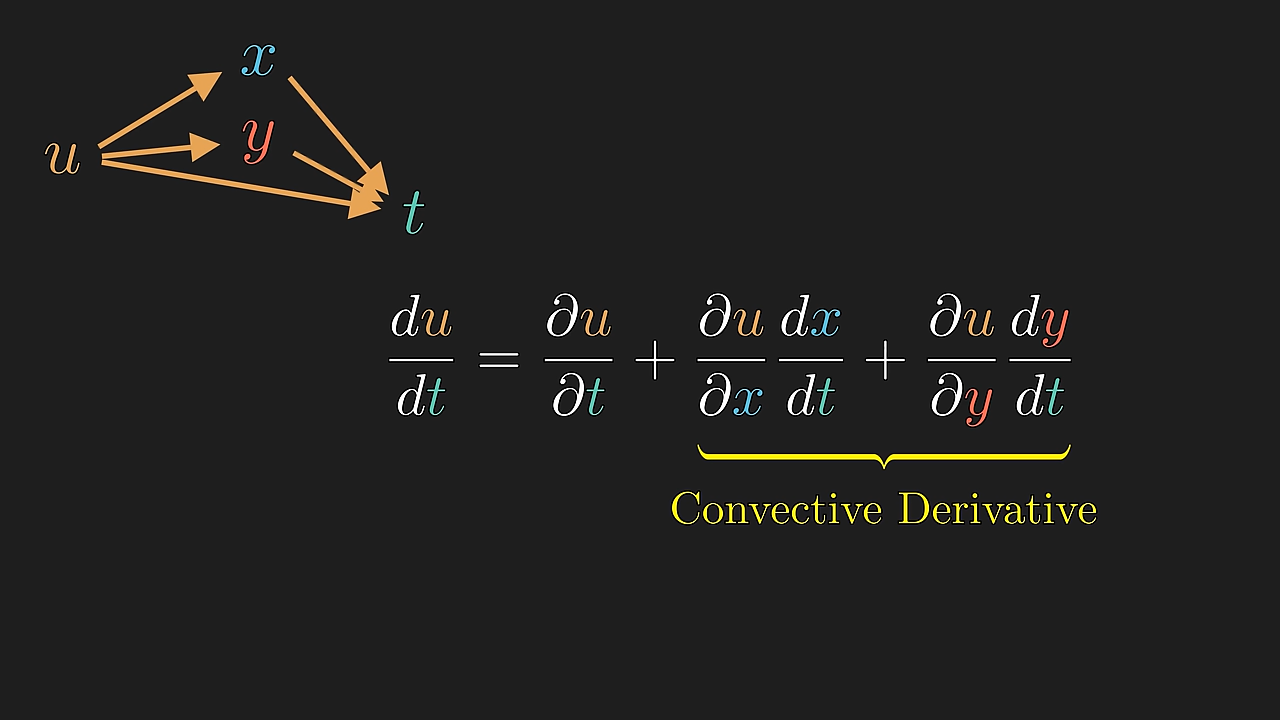 x
y
u
t
du/dt = ∂u/∂t + ∂u/∂x dx/dt + ∂u/∂y dy/dt
Convective Derivative